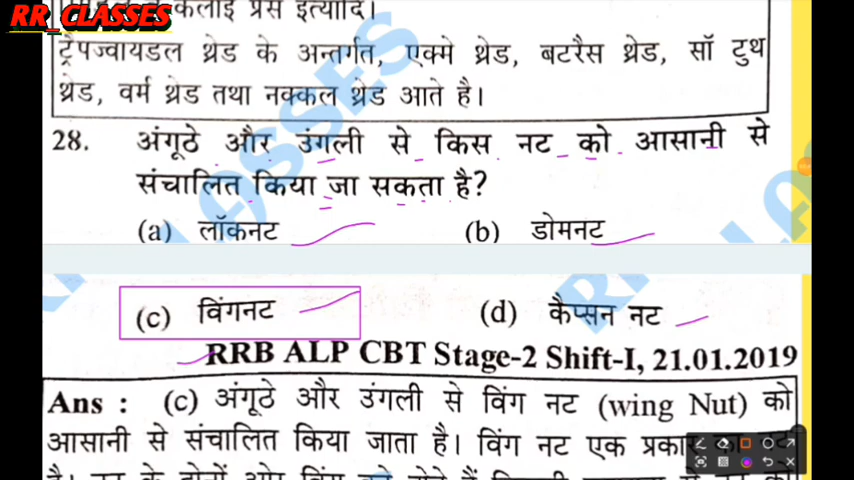 RR_CLASSES
कलाई प्रेस इत्यादि।
ट्रैपज्वायडल थ्रेड के अन्तर्गत, एक्मे थ्रेड, बटरैस थ्रेड, सॉ टुथ
थ्रेड, वर्म थ्रेड तथा नक्कल थ्रेड आते है।
28. अंगूठे और उंगली से किस नट को आसानी से
संचालित किया जा सकता है?
(a) लॉकनट (b) डोमनट
(c) विंगनट (d) कैप्सन नट
RRB ALP CBT Stage-2 Shift-I, 21.01.2019
Ans : (c) अंगूठे और उंगली से विंग नट (wing Nut) को
आसानी से संचालित किया जाता है। विंग नट एक प्रकार का